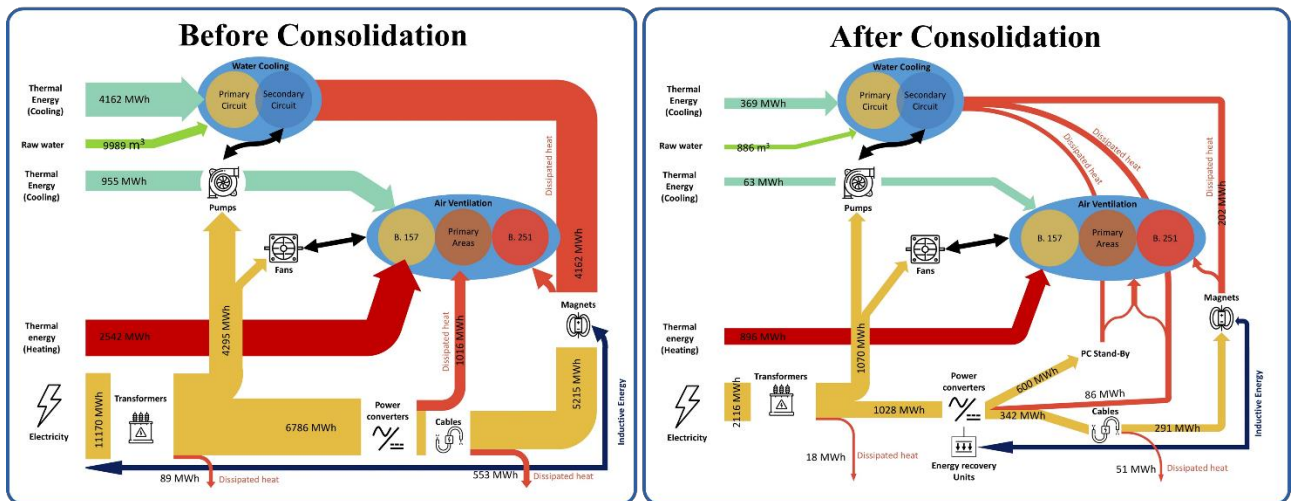 Before Consolidation
Water Cooling
Thermal
Energy
(Cooling)
4162 MWh
Primary
Circuit
Secondary
Circuit
Raw water
9989 m³
Thermal
Energy
(Cooling)
955 MWh
Pumps
Dissipated heat
Air Ventilation
B. 157
Primary
Areas
B. 251
4162 MWh
Fans
Magnets
Thermal
energy
(Heating)
2542 MWh
4295 MWh
Dissipated heat
1016 MWh
5215 MWh
Inductive Energy
Electricity
11170 MWh
Transformers
6786 MWh
Power
converters
Cables
89 MWh
Dissipated heat
553 MWh
Dissipated heat
After Consolidation
Water Cooling
Thermal
Energy
(Cooling)
369 MWh
Primary
Circuit
Secondary
Circuit
Raw water
886 m³
Thermal
Energy
(Cooling)
63 MWh
Pumps
Dissipated heat
Dissipated heat
Dissipated heat
202 MWh
Air Ventilation
B. 157
Primary
Areas
B. 251
Fans
Magnets
Thermal
energy
(Heating)
896 MWh
1070 MWh
PC Stand-By
Inductive Energy
Electricity
2116 MWh
Transformers
1028 MWh
Power
converters
600 MWh
86 MWh
342 MWh
Cables
291 MWh
Energy recovery
Units
18 MWh
Dissipated heat
51 MWh
Dissipated heat